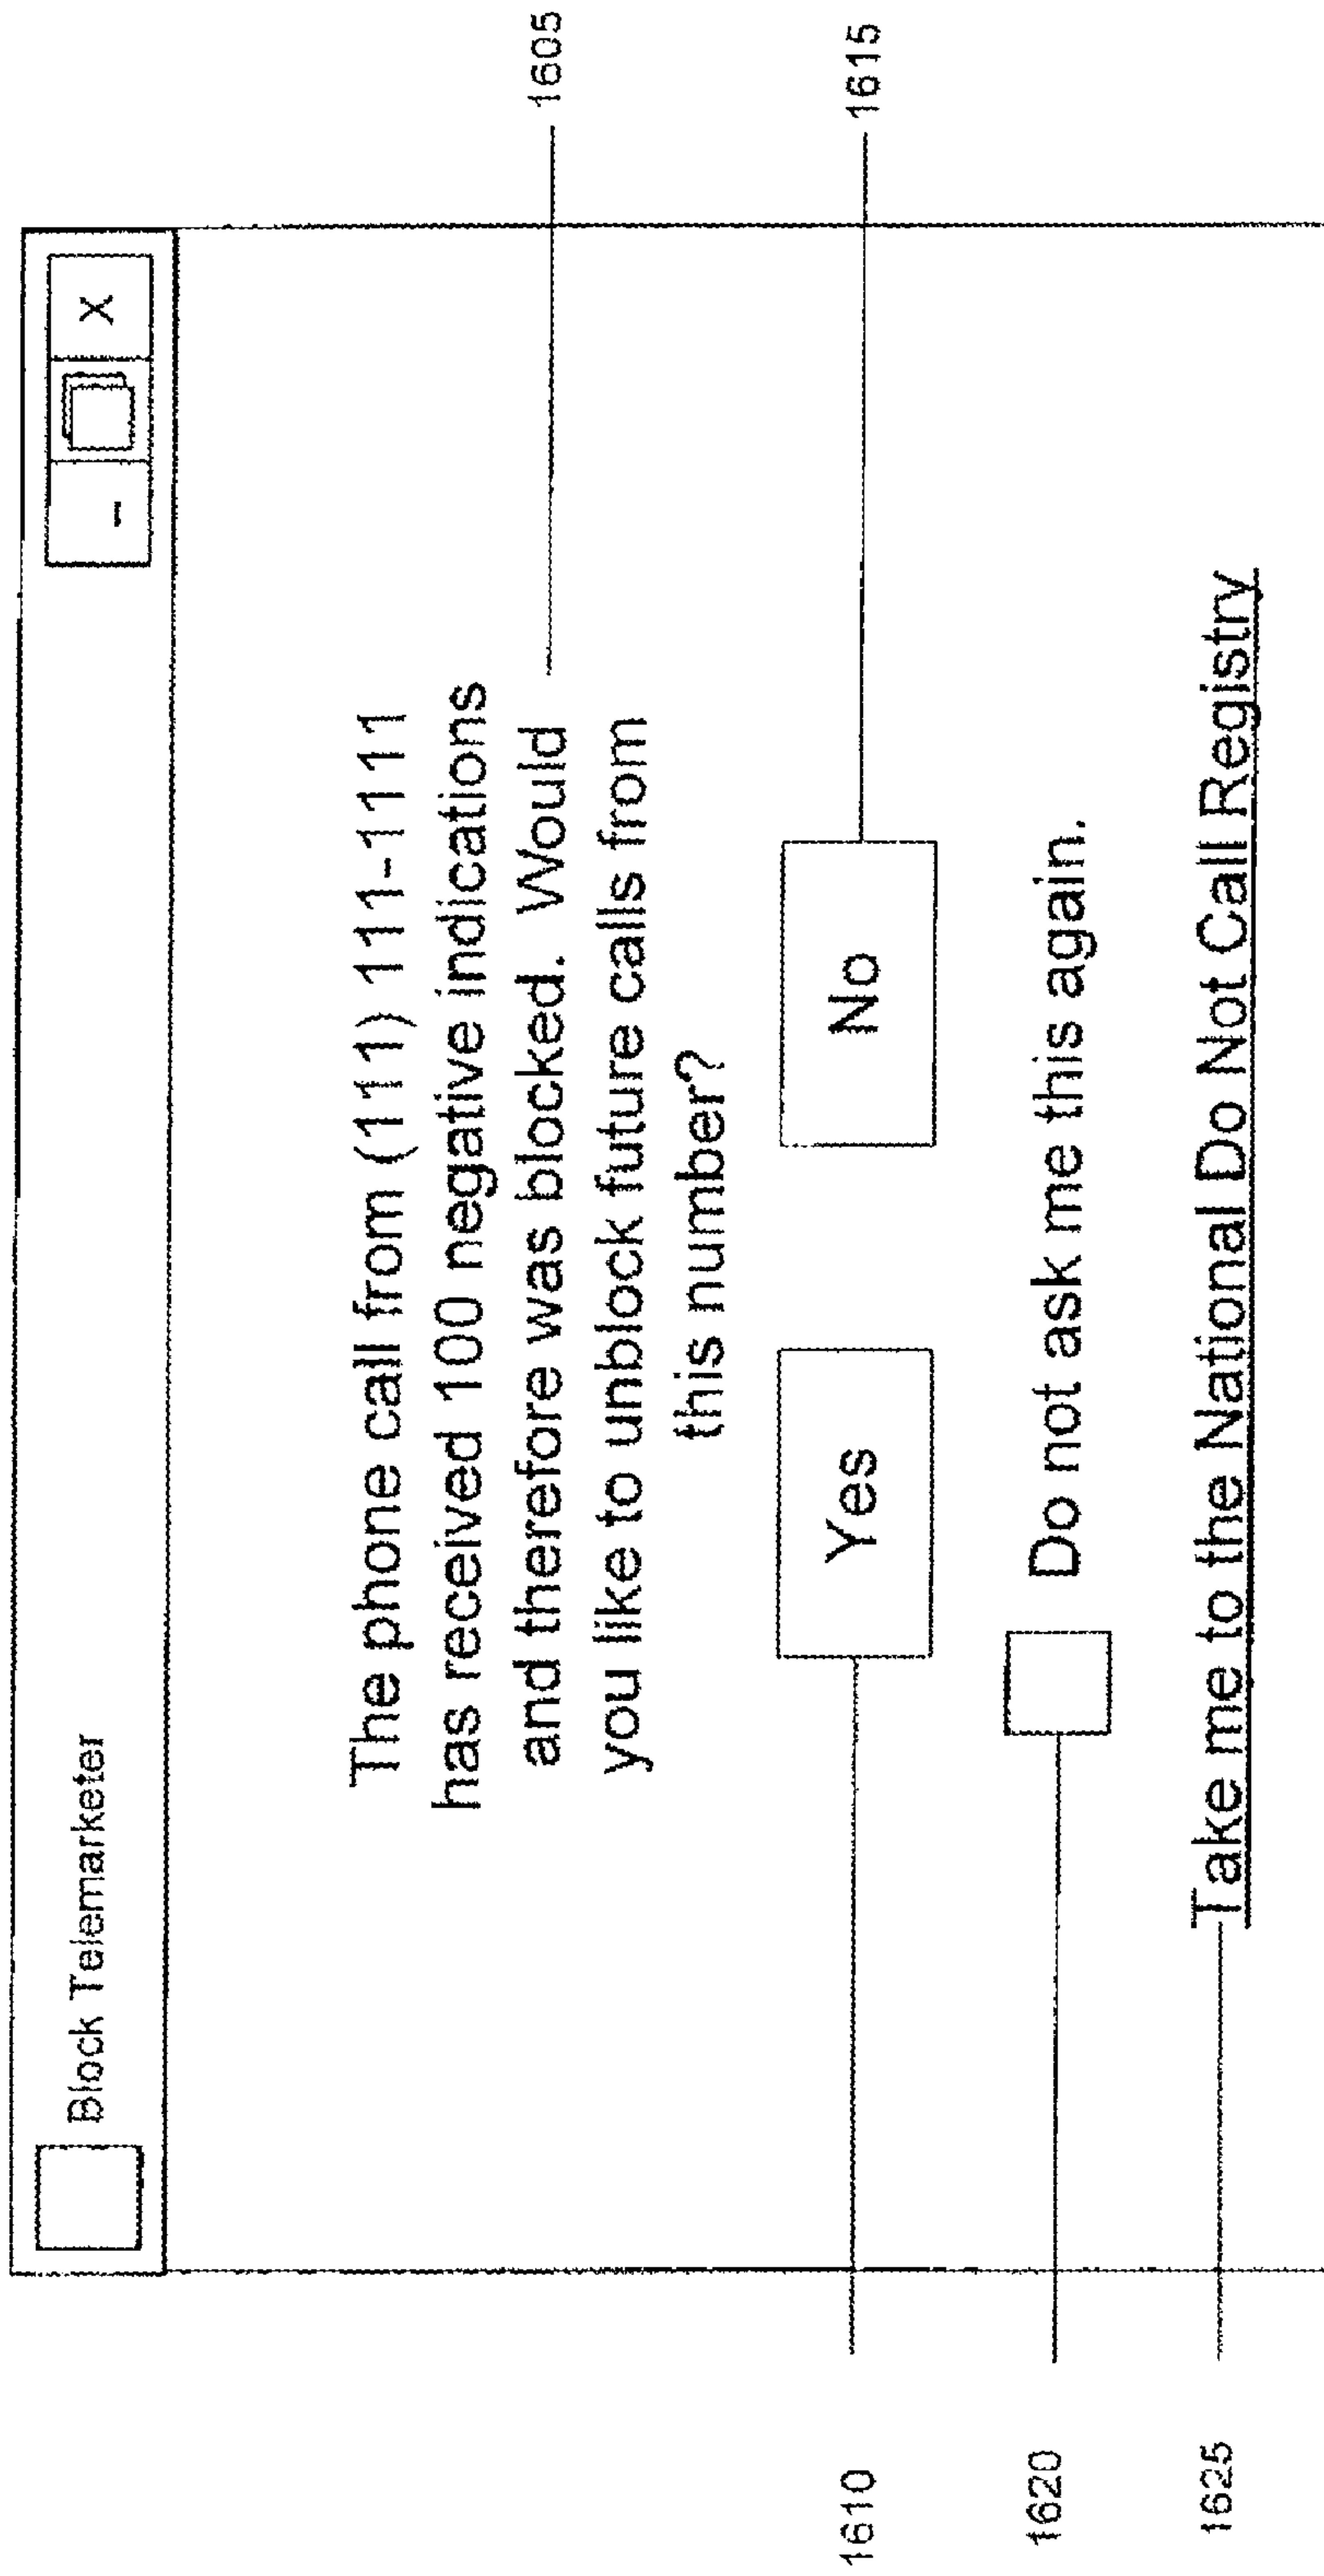 Block Telemarketer
- X
The phone call from (111) 111-1111
has received 100 negative indications
and therefore was blocked. Would
you like to unblock future calls from
this number?
1605
Yes
No
1610
1615
Do not ask me this again.
1620
Take me to the National Do Not Call Registry
1625